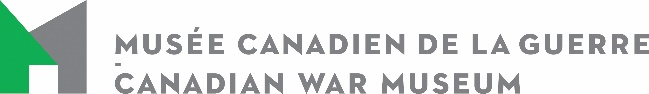 MUSÉE CANADIEN DE LA GUERRE
-
CANADIAN WAR MUSEUM